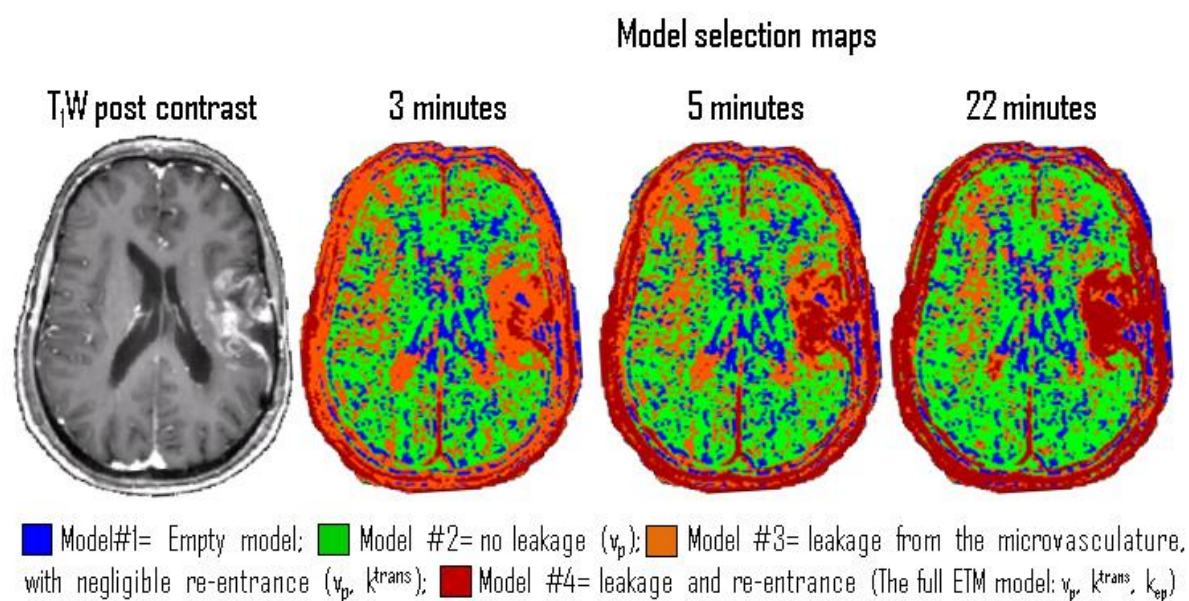 Model selection maps
T₁W post contrast 3 minutes 5 minutes 22 minutes
Model#1= Empty model; Model #2= no leakage (vₚ); Model #3= leakage from the microvasculature,
with negligible re-entrance (vₚ, kᵗʳᵃⁿˢ); Model #4= leakage and re-entrance (The full ETM model: vₚ, kᵗʳᵃⁿˢ, kₑₚ)